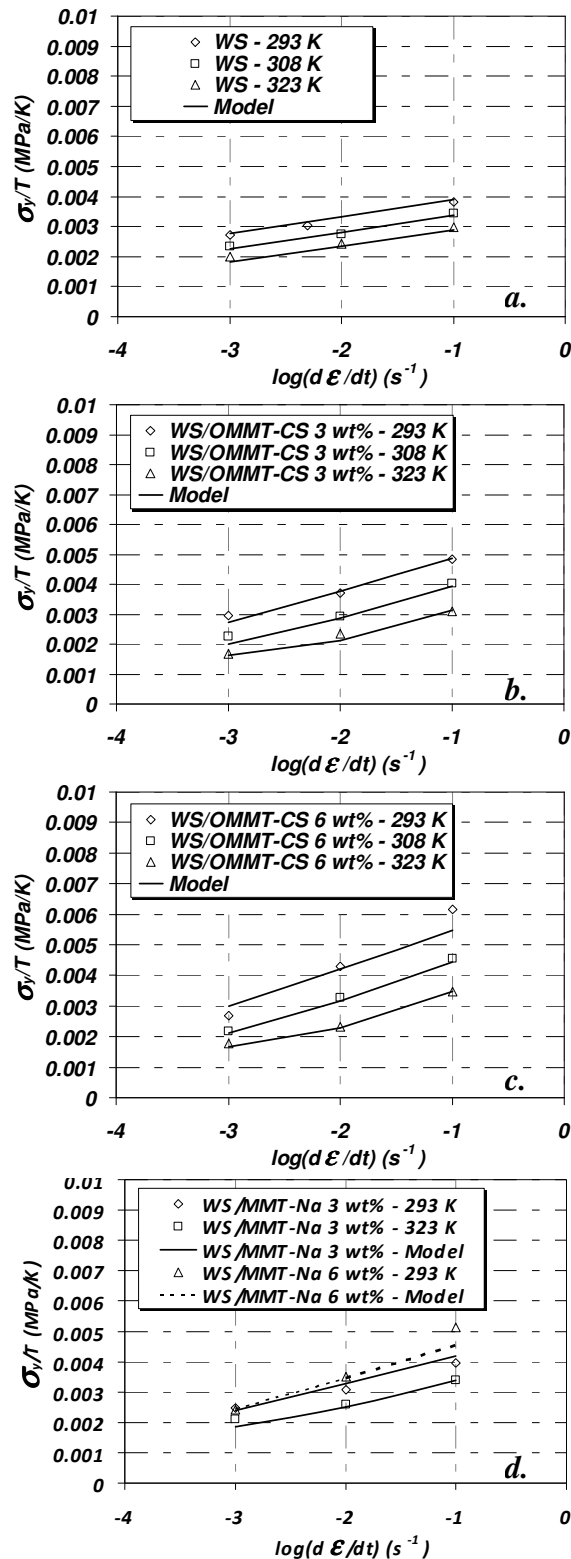 0.01
0.009
0.008
0.007
0.006
0.005
0.004
0.003
0.002
0.001
0
σy/T (MPa/K)
WS - 293 K
WS - 308 K
WS - 323 K
Model
a.
-4 -3 -2 -1 0
log(dε/dt) (s⁻¹)
0.01
0.009
0.008
0.007
0.006
0.005
0.004
0.003
0.002
0.001
0
σy/T (MPa/K)
WS/OMMT-CS 3 wt% - 293 K
WS/OMMT-CS 3 wt% - 308 K
WS/OMMT-CS 3 wt% - 323 K
Model
b.
-4 -3 -2 -1 0
log(dε/dt) (s⁻¹)
0.01
0.009
0.008
0.007
0.006
0.005
0.004
0.003
0.002
0.001
0
σy/T (MPa/K)
WS/OMMT-CS 6 wt% - 293 K
WS/OMMT-CS 6 wt% - 308 K
WS/OMMT-CS 6 wt% - 323 K
Model
c.
-4 -3 -2 -1 0
log(dε/dt) (s⁻¹)
0.01
0.009
0.008
0.007
0.006
0.005
0.004
0.003
0.002
0.001
0
σy/T (MPa/K)
WS/MMT-Na 3 wt% - 293 K
WS/MMT-Na 3 wt% - 323 K
WS/MMT-Na 3 wt% - Model
WS/MMT-Na 6 wt% - 293 K
WS/MMT-Na 6 wt% - Model
d.
-4 -3 -2 -1 0
log(dε/dt) (s⁻¹)